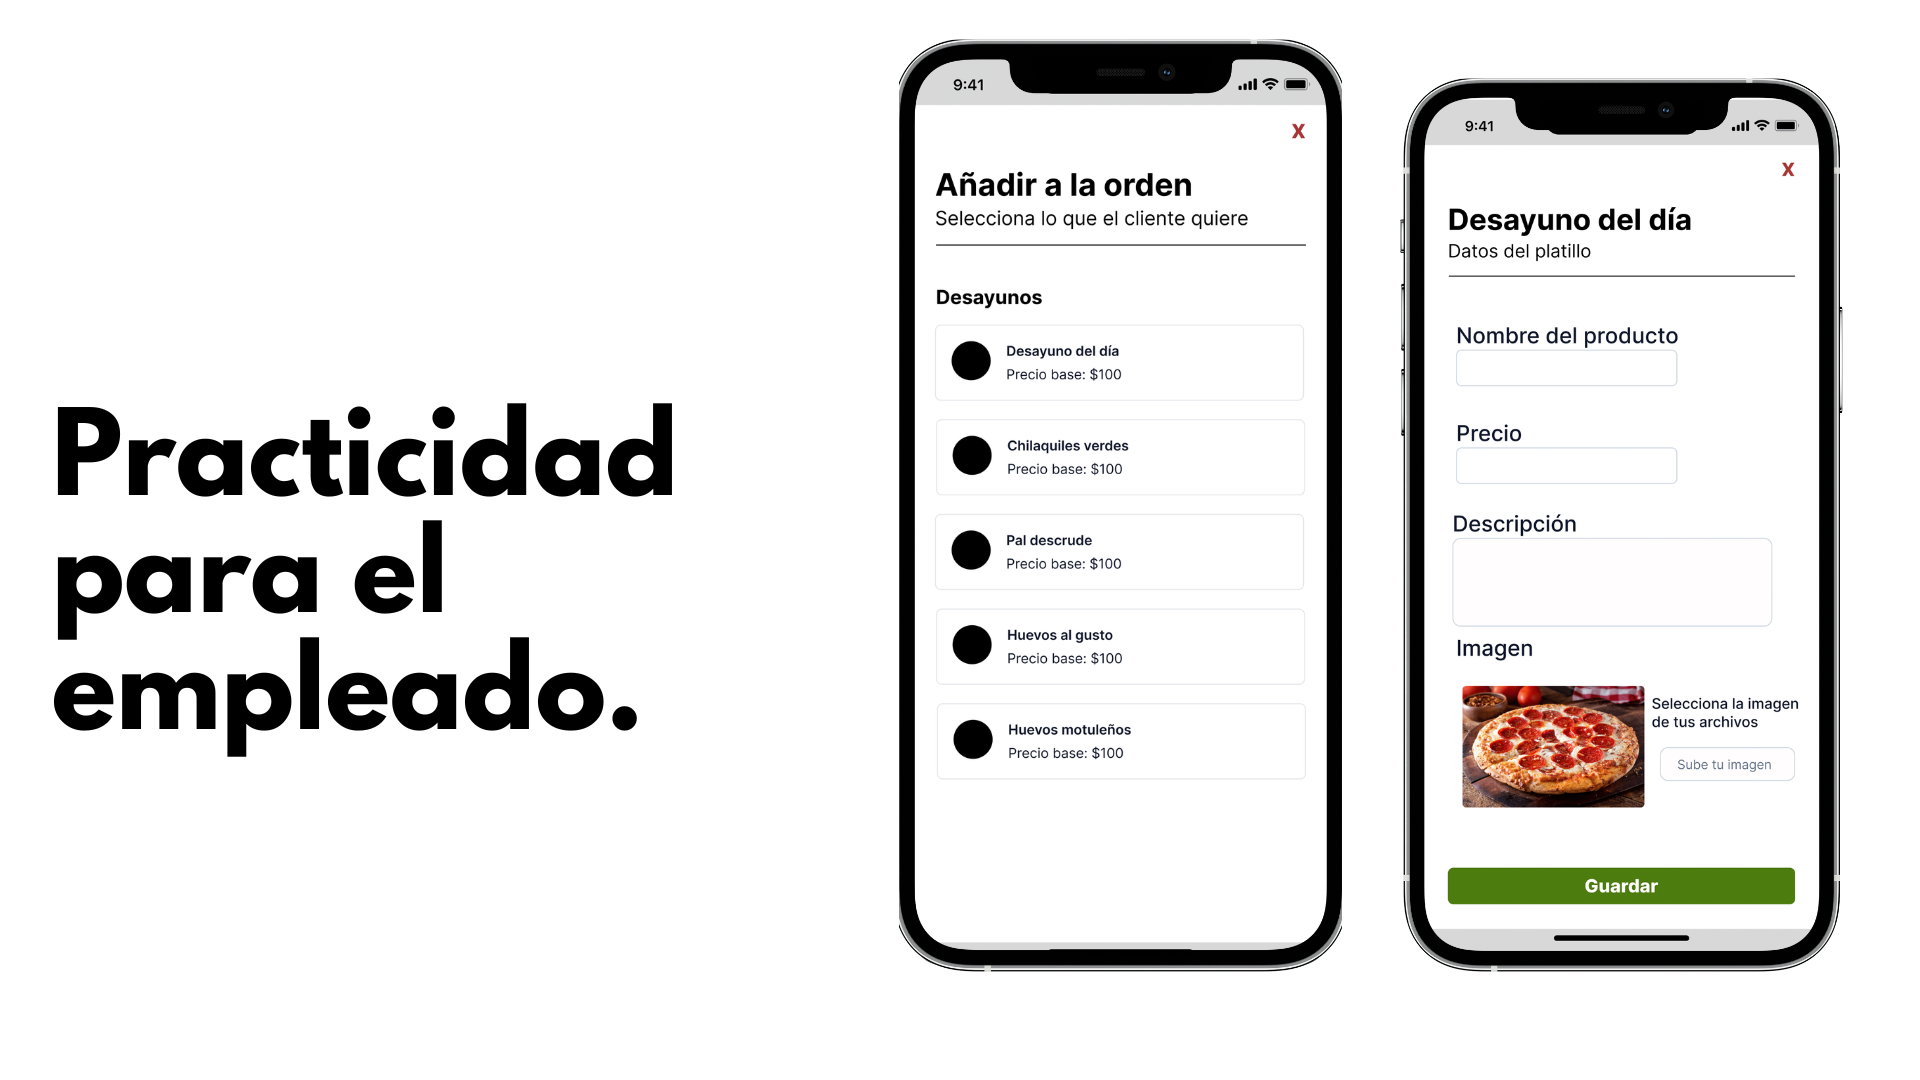 Practicidad
para el
empleado.
9:41
X
Añadir a la orden
Selecciona lo que el cliente quiere
Desayunos
Desayuno del día
Precio base: $100
Chilaquiles verdes
Precio base: $100
Pal descrude
Precio base: $100
Huevos al gusto
Precio base: $100
Huevos motuleños
Precio base: $100
9:41
X
Desayuno del día
Datos del platillo
Nombre del producto
Precio
Descripción
Imagen
Selecciona la imagen
de tus archivos
Sube tu imagen
Guardar